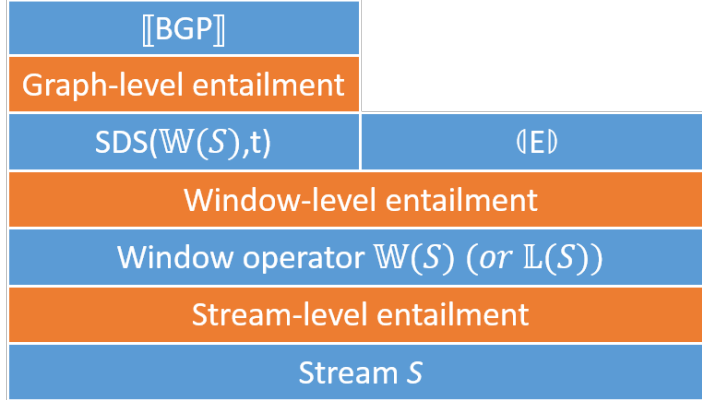 ⟦BGP⟧
Graph-level entailment
SDS(𝕎(S),t)
⦇E⦈
Window-level entailment
Window operator 𝕎(S) (or 𝕃(S))
Stream-level entailment
Stream S